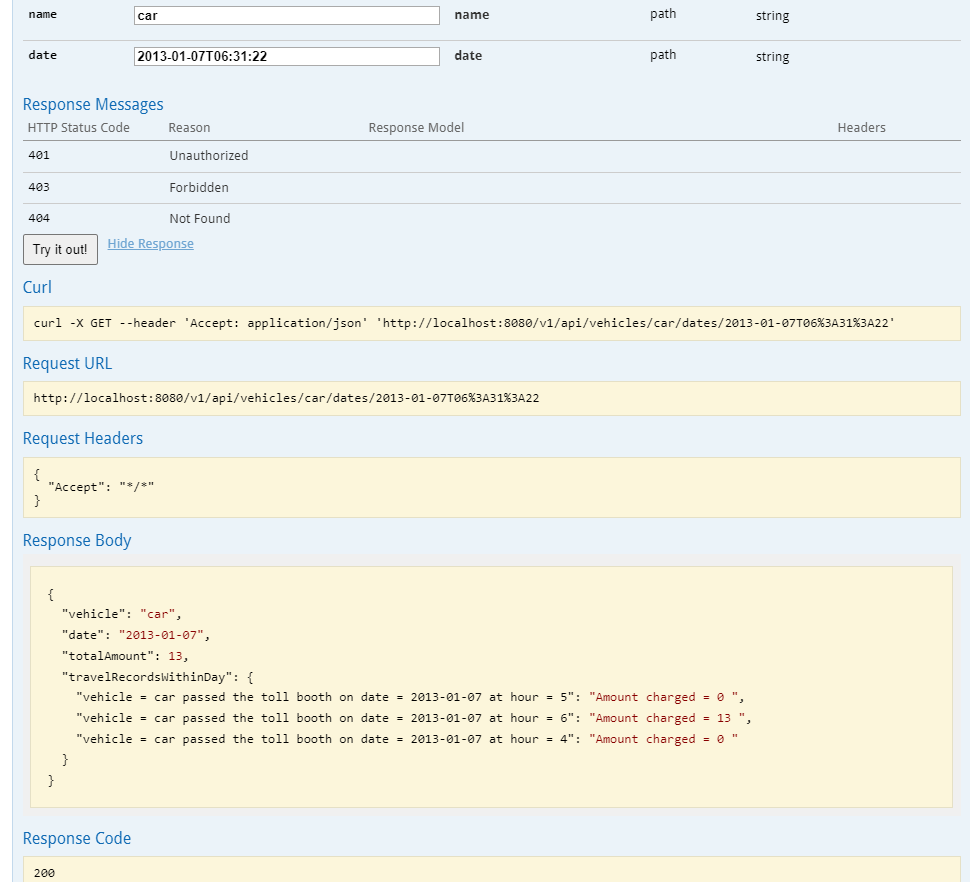 name car name path string
date 2013-01-07T06:31:22 date path string
Response Messages
HTTP Status Code Reason Response Model Headers
401 Unauthorized
403 Forbidden
404 Not Found
Try it out! Hide Response
Curl
curl -X GET --header 'Accept: application/json' 'http://localhost:8080/v1/api/vehicles/car/dates/2013-01-07T06%3A31%3A22'
Request URL
http://localhost:8080/v1/api/vehicles/car/dates/2013-01-07T06%3A31%3A22
Request Headers
{
"Accept": "*/*"
}
Response Body
{
"vehicle": "car",
"date": "2013-01-07",
"totalAmount": 13,
"travelRecordsWithinDay": {
"vehicle = car passed the toll booth on date = 2013-01-07 at hour = 5": "Amount charged = 0 ",
"vehicle = car passed the toll booth on date = 2013-01-07 at hour = 6": "Amount charged = 13 ",
"vehicle = car passed the toll booth on date = 2013-01-07 at hour = 4": "Amount charged = 0 "
}
}
Response Code
200